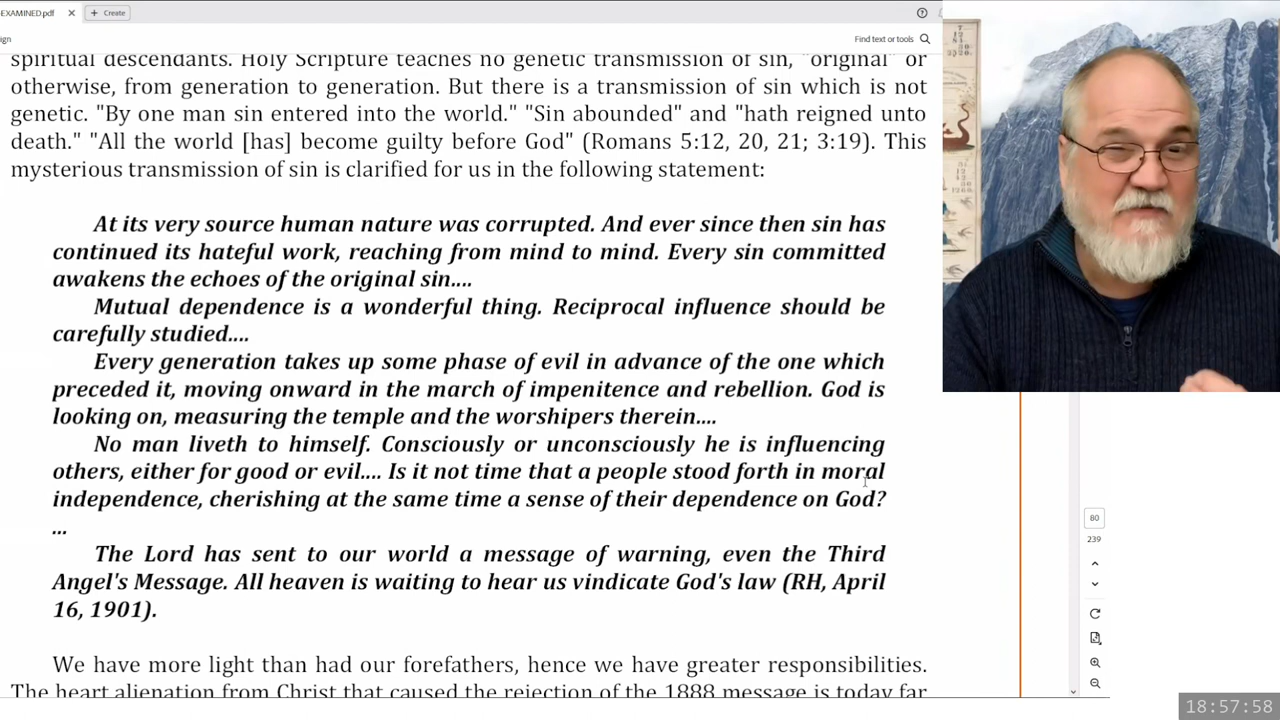 EXAMINED.pdf
Create
ign
Find text or tools
spiritual descendants. Holy Scripture teaches no genetic transmission of sin, "original" or
otherwise, from generation to generation. But there is a transmission of sin which is not
genetic. "By one man sin entered into the world." "Sin abounded" and "hath reigned unto
death." "All the world [has] become guilty before God" (Romans 5:12, 20, 21; 3:19). This
mysterious transmission of sin is clarified for us in the following statement:
At its very source human nature was corrupted. And ever since then sin has
continued its hateful work, reaching from mind to mind. Every sin committed
awakens the echoes of the original sin....
Mutual dependence is a wonderful thing. Reciprocal influence should be
carefully studied....
Every generation takes up some phase of evil in advance of the one which
preceded it, moving onward in the march of impenitence and rebellion. God is
looking on, measuring the temple and the worshipers therein....
No man liveth to himself. Consciously or unconsciously he is influencing
others, either for good or evil.... Is it not time that a people stood forth in moral
independence, cherishing at the same time a sense of their dependence on God?
...
The Lord has sent to our world a message of warning, even the Third
Angel's Message. All heaven is waiting to hear us vindicate God's law (RH, April
16, 1901).
We have more light than had our forefathers, hence we have greater responsibilities.
The heart alienation from Christ that caused the rejection of the 1888 message is today far
80
239
18:57:58